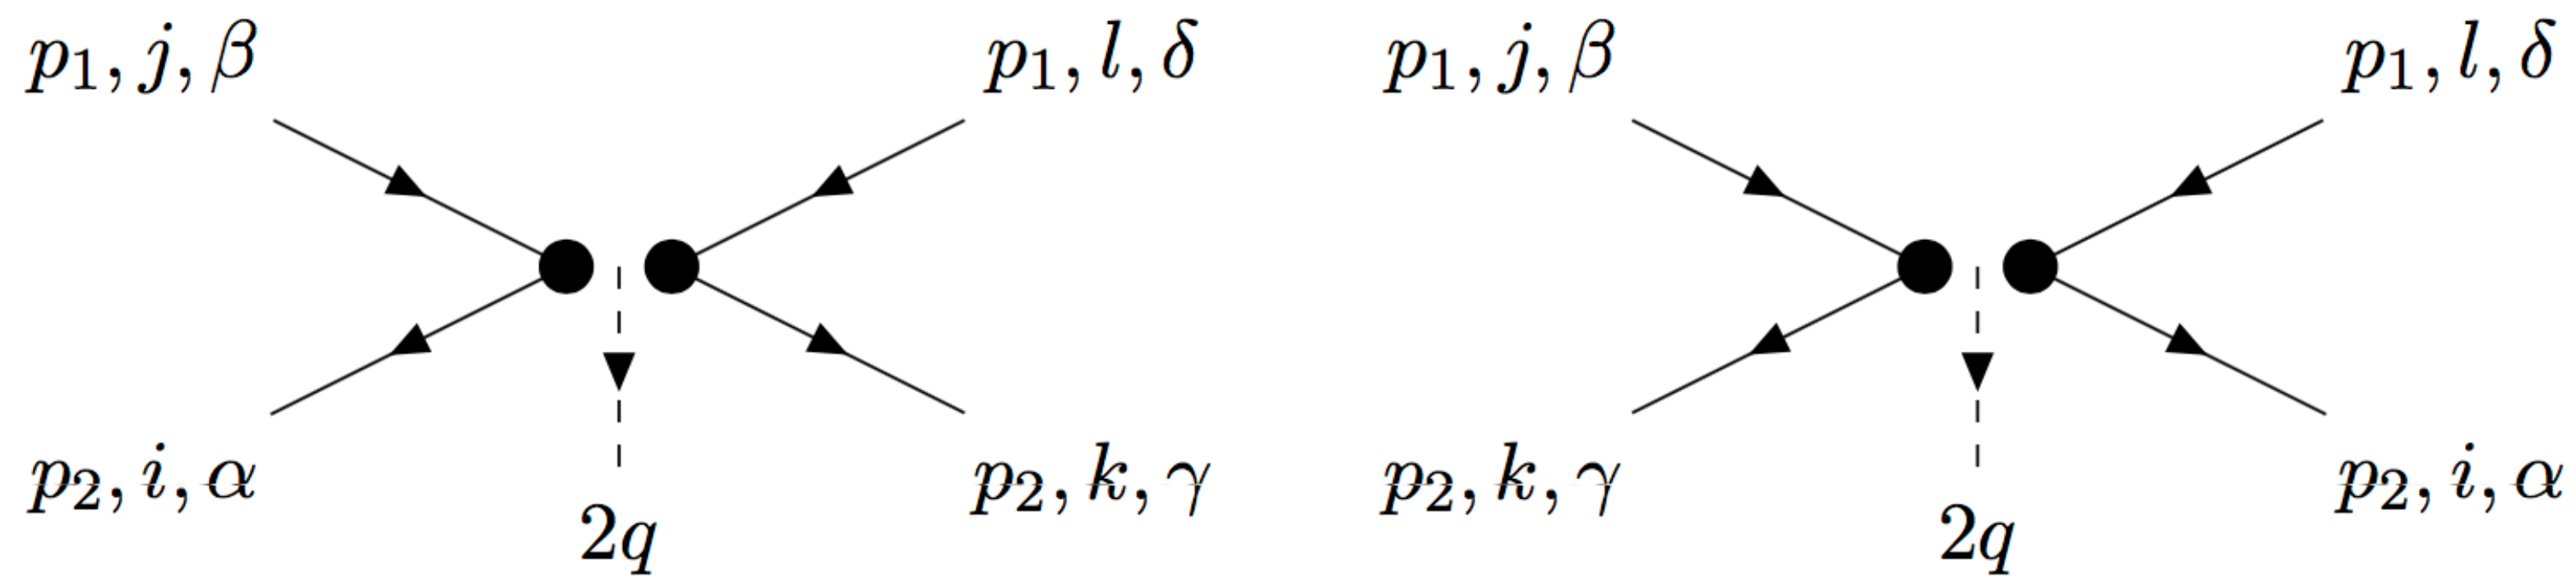 p₁, j, β p₁, l, δ p₁, j, β p₁, l, δ
p₂, i, α p₂, k, γ p₂, k, γ p₂, i, α
2q 2q